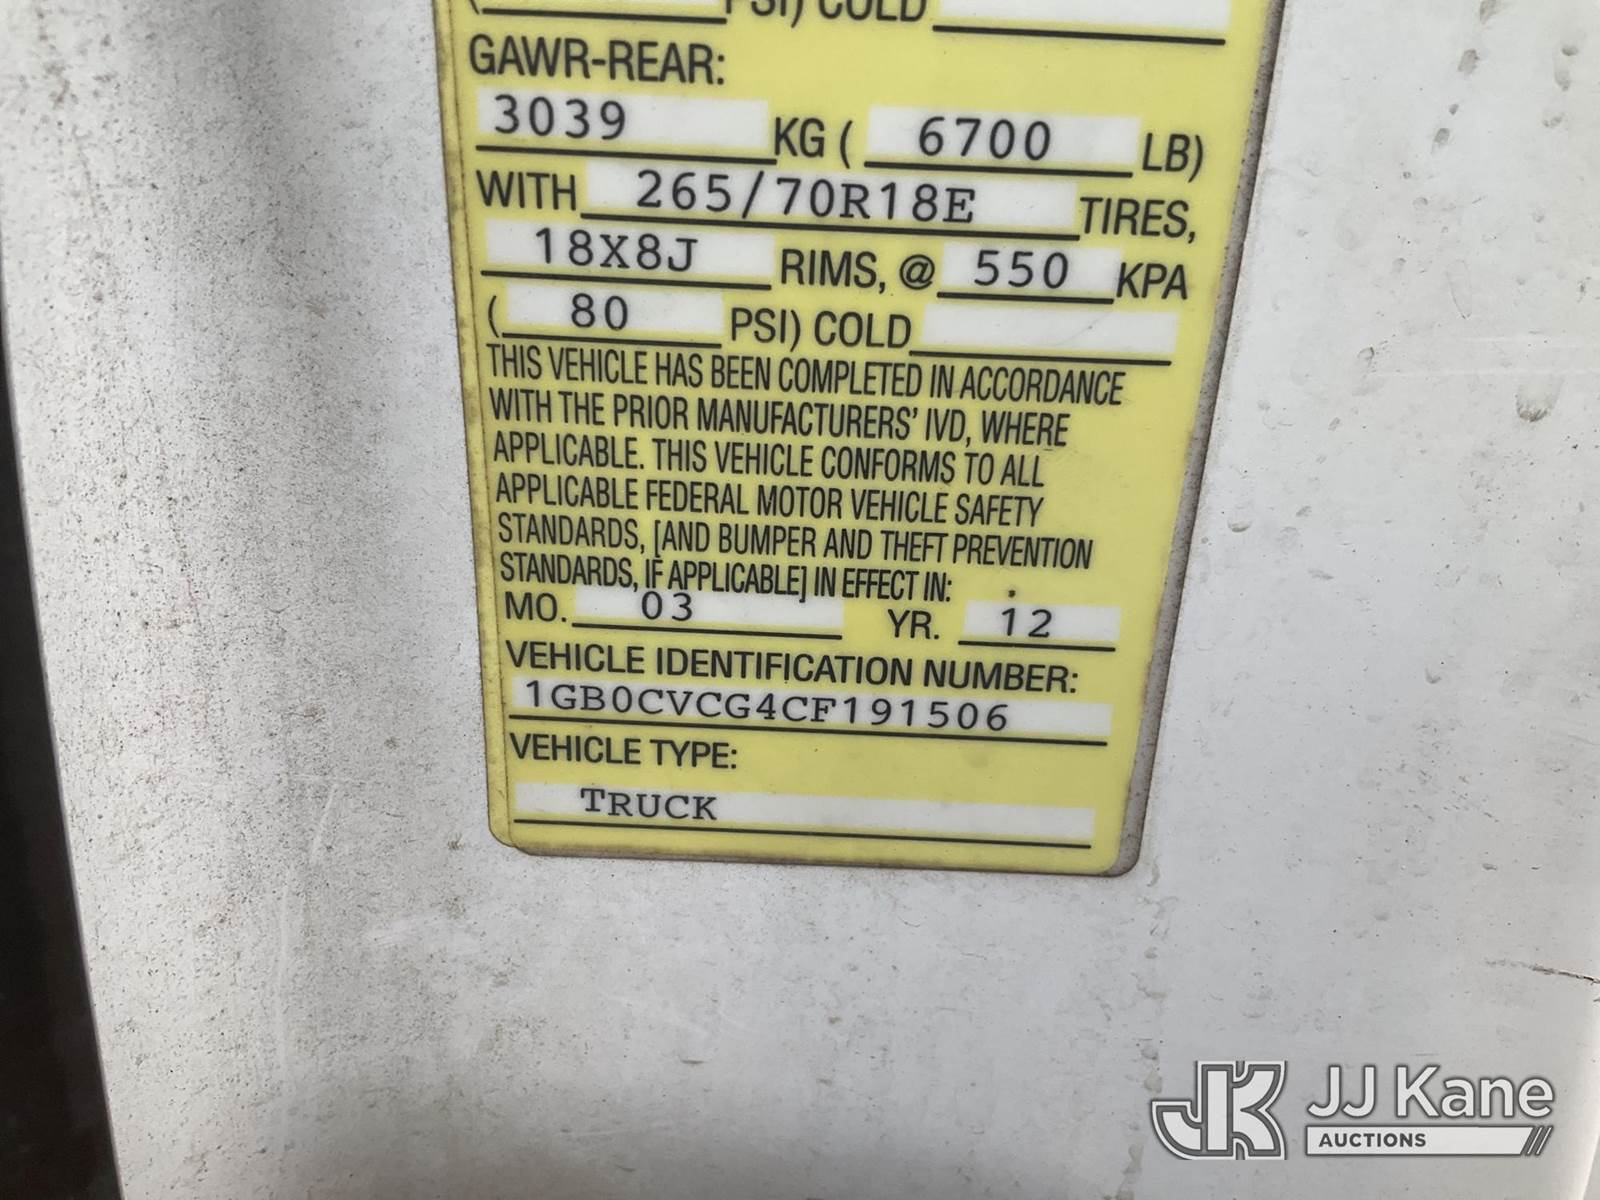 ( PSI) COLD
GAWR-REAR:
3039 KG ( 6700 LB)
WITH 265/70R18E TIRES,
18X8J RIMS, @ 550 KPA
( 80 PSI) COLD
THIS VEHICLE HAS BEEN COMPLETED IN ACCORDANCE
WITH THE PRIOR MANUFACTURERS' IVD, WHERE
APPLICABLE. THIS VEHICLE CONFORMS TO ALL
APPLICABLE FEDERAL MOTOR VEHICLE SAFETY
STANDARDS, [AND BUMPER AND THEFT PREVENTION
STANDARDS, IF APPLICABLE] IN EFFECT IN:
MO. 03 YR. 12
VEHICLE IDENTIFICATION NUMBER:
1GB0CVCG4CF191506
VEHICLE TYPE:
TRUCK
JK JJ Kane
AUCTIONS